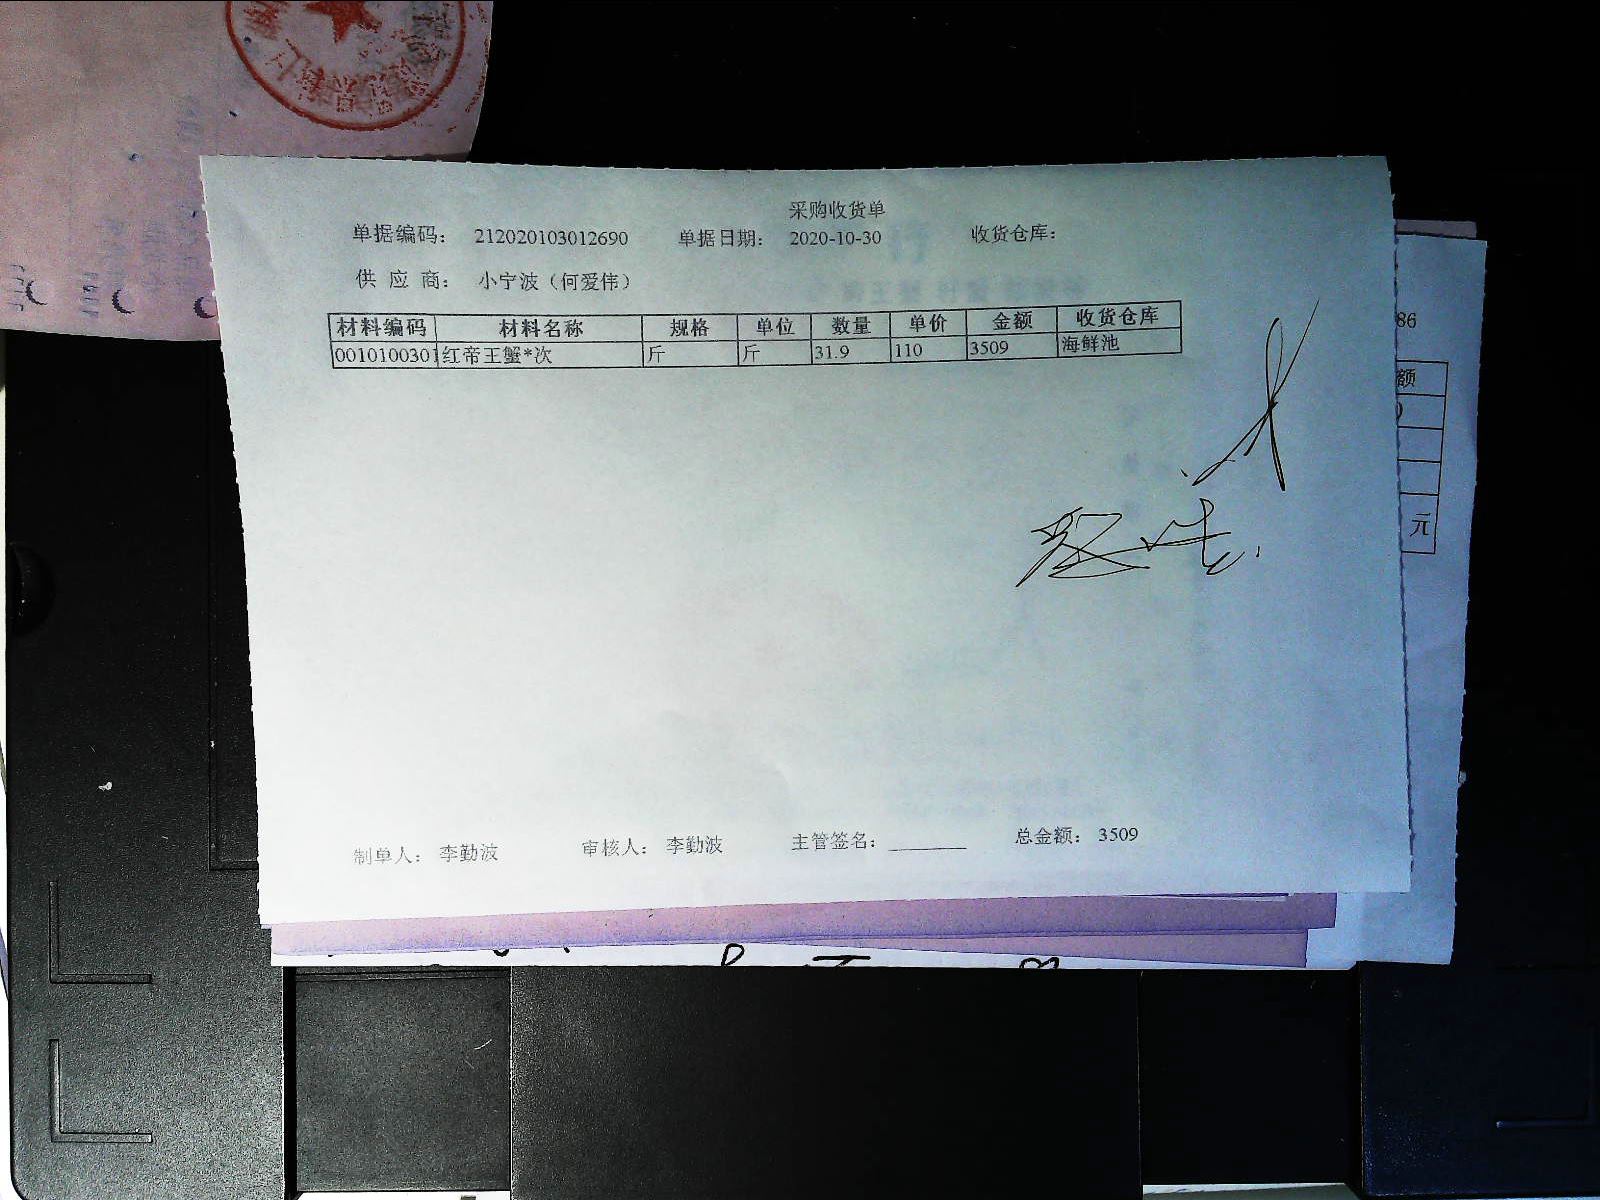 采购收货单
单据编码： 212020103012690 单据日期： 2020-10-30 收货仓库：
供 应 商： 小宁波（何爱伟）
材料编码 材料名称 规格 单位 数量 单价 金额 收货仓库
0010100301 红帝王蟹*次 斤 斤 31.9 110 3509 海鲜池
制单人： 李勤波 审核人： 李勤波 主管签名： 总金额： 3509
86
额
元